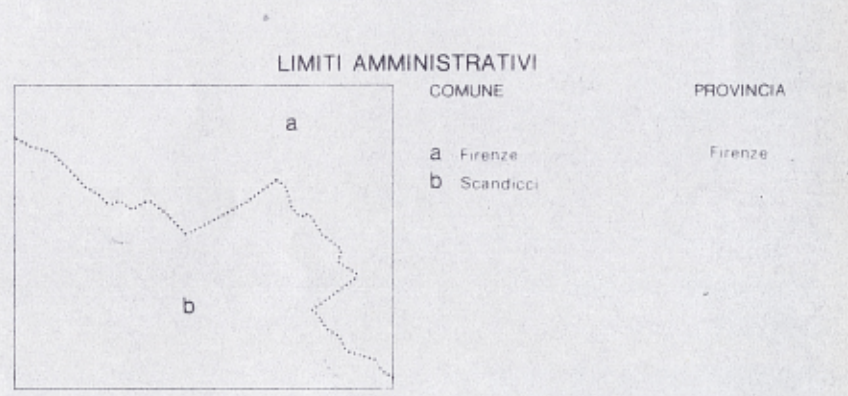 LIMITI AMMINISTRATIVI
COMUNE PROVINCIA
a
a Firenze Firenze
b Scandicci
b